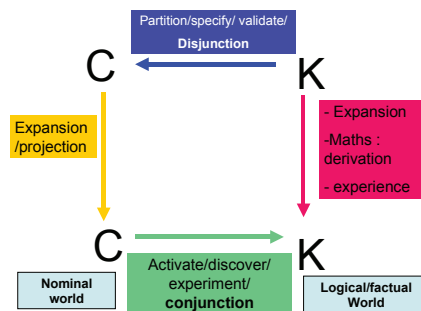 Partition/specify/ validate/
Disjunction
C
K
Expansion
/projection
- Expansion
-Maths :
derivation
- experience
C
K
Activate/discover/
experiment/
conjunction
Nominal
world
Logical/factual
World